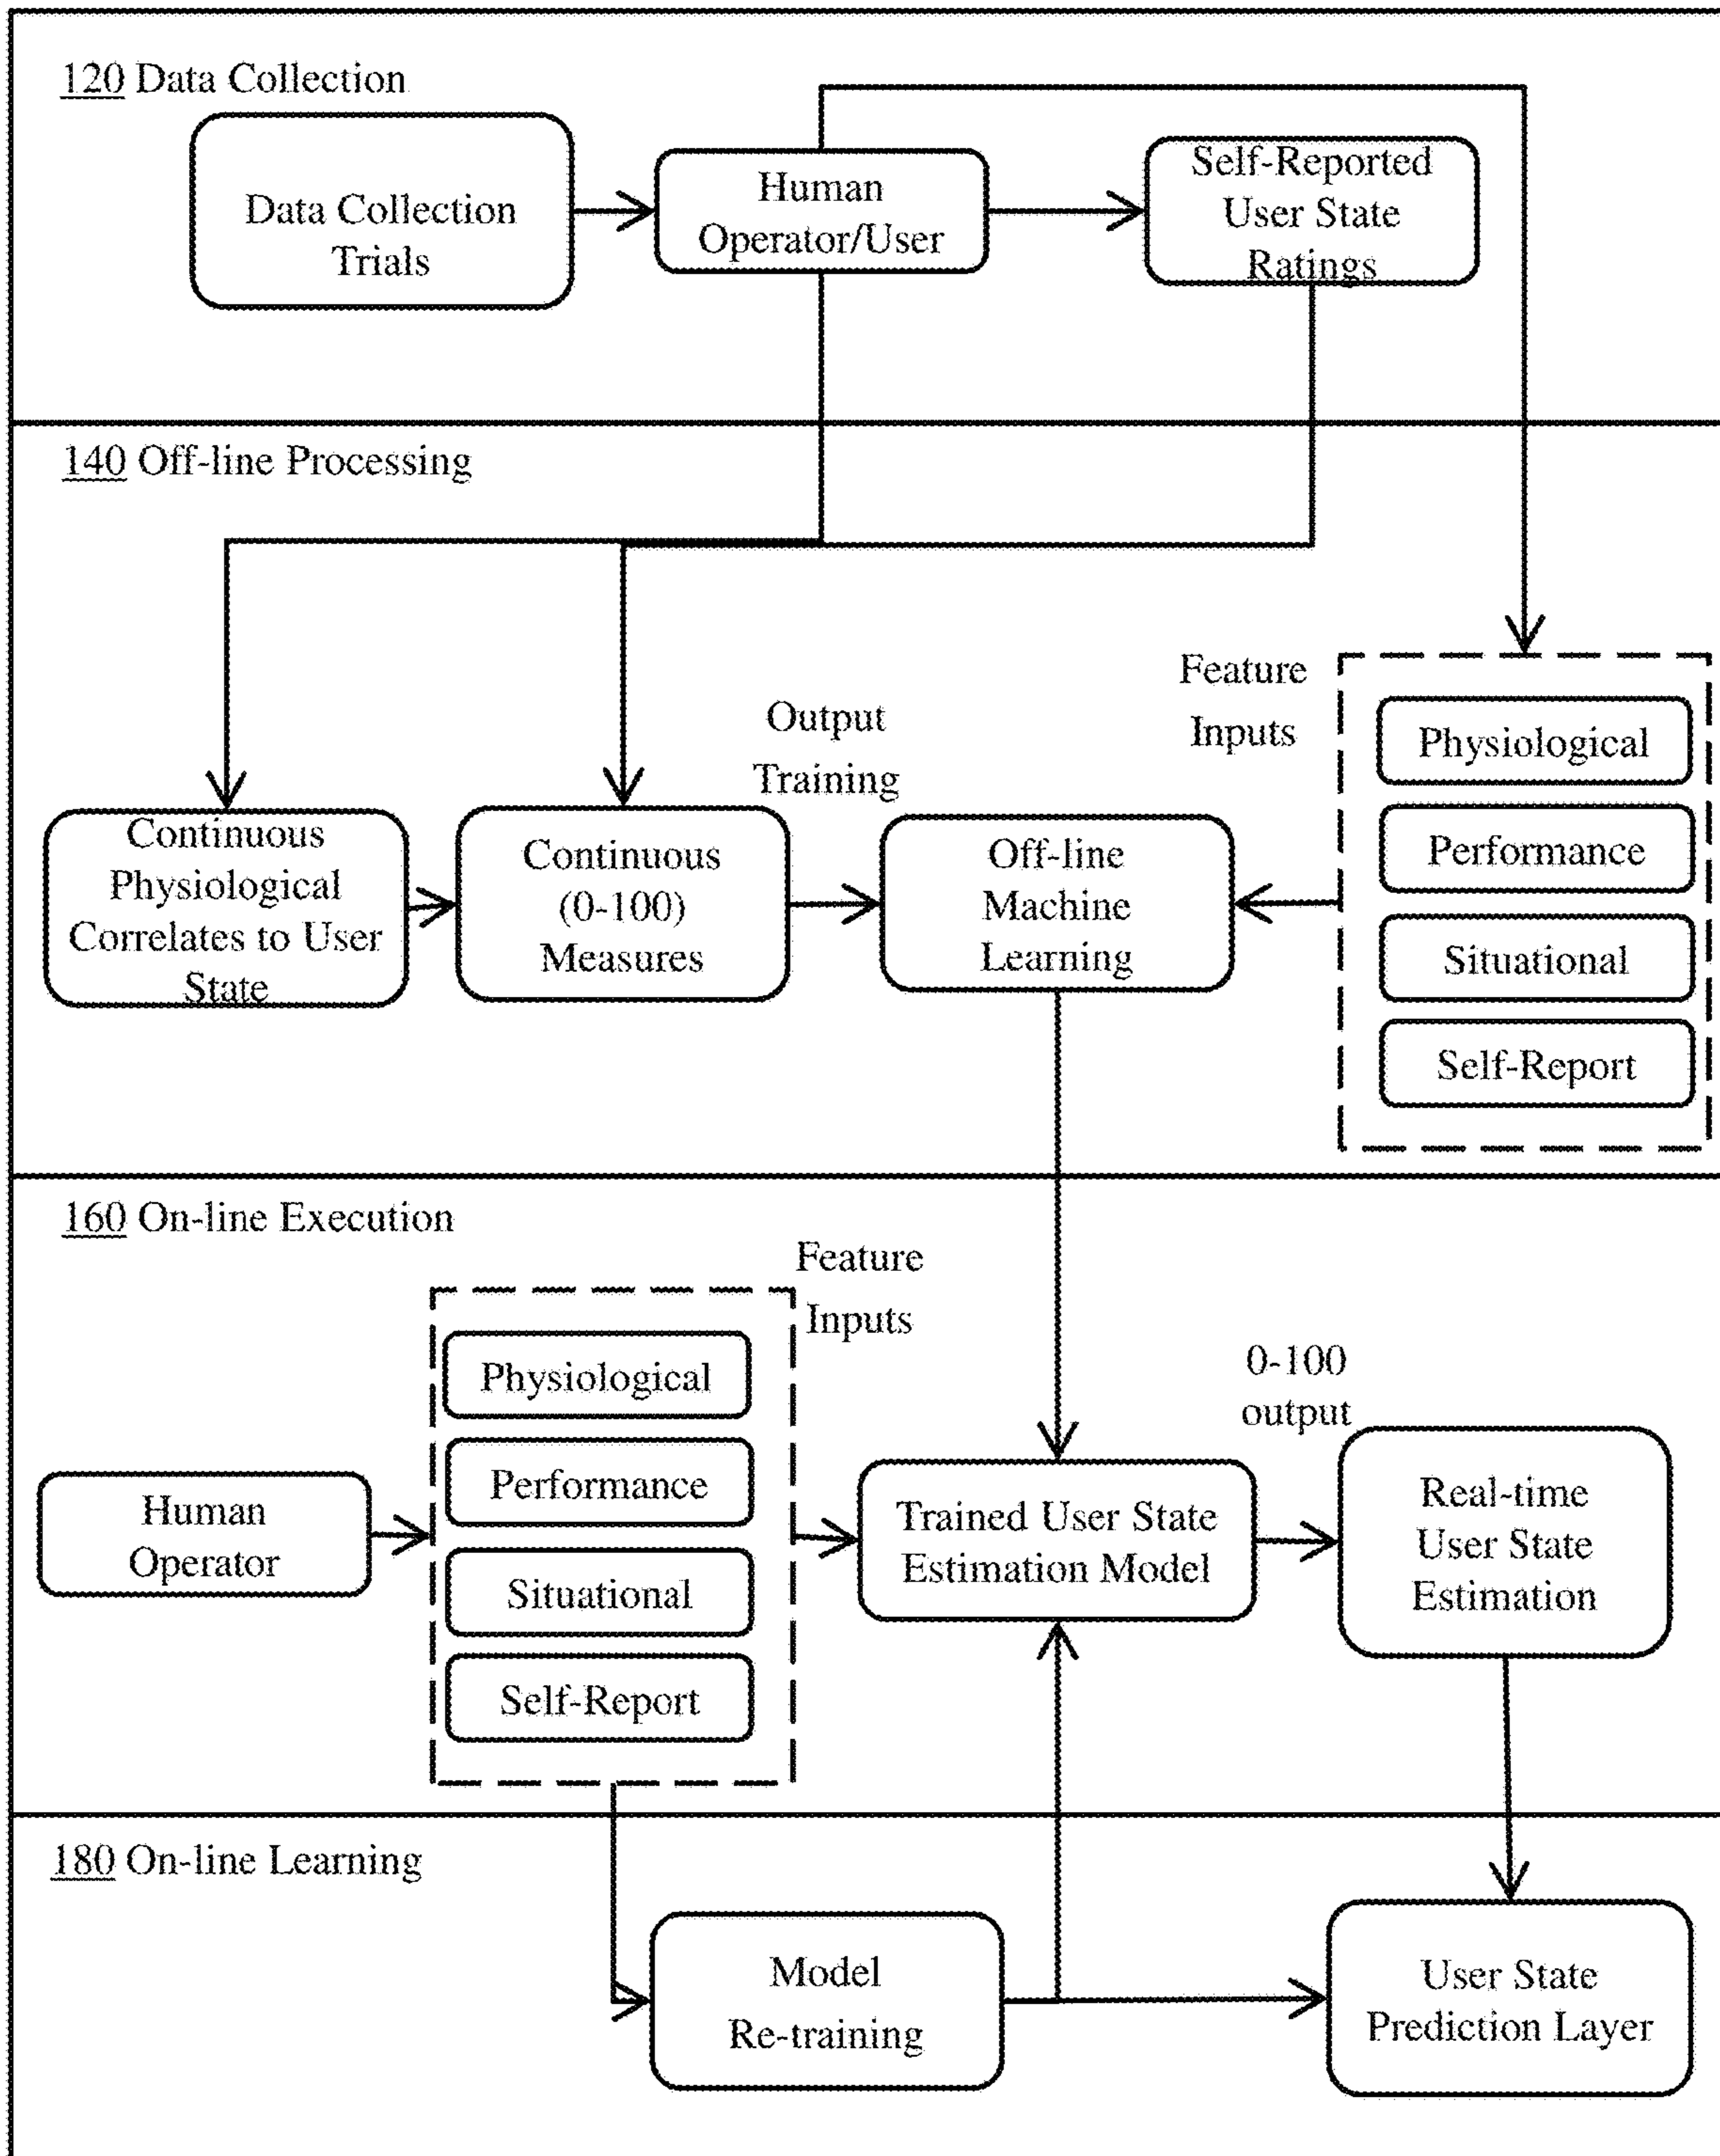 120 Data Collection
Data Collection
Trials
Human
Operator/User
Self-Reported
User State
Ratings
140 Off-line Processing
Continuous
Physiological
Correlates to User
State
Continuous
(0-100)
Measures
Output
Training
Off-line
Machine
Learning
Feature
Inputs
Physiological
Performance
Situational
Self-Report
160 On-line Execution
Human
Operator
Feature
Inputs
Physiological
Performance
Situational
Self-Report
Trained User State
Estimation Model
0-100
output
Real-time
User State
Estimation
180 On-line Learning
Model
Re-training
User State
Prediction Layer